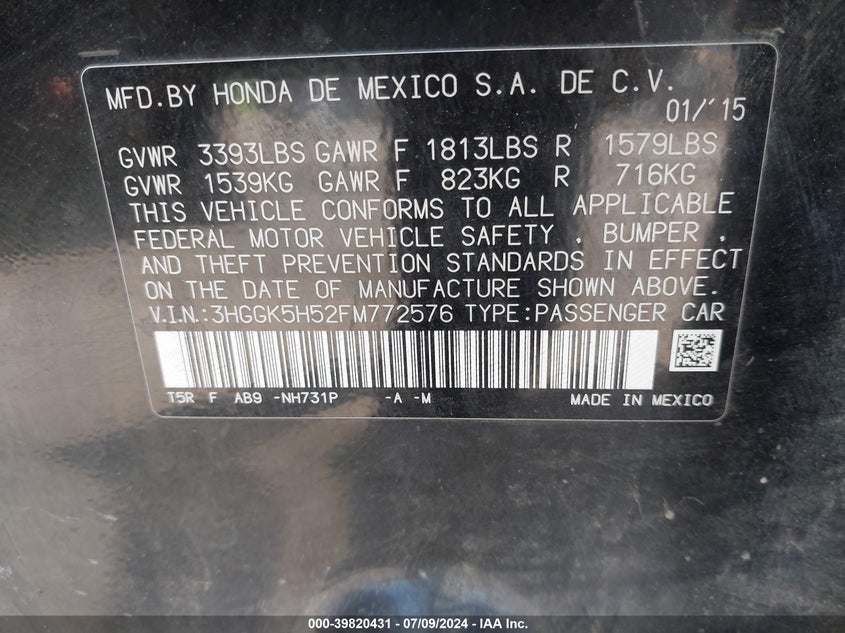 MFD.BY HONDA DE MEXICO S.A. DE C.V.
01/'15
GVWR 3393LBS GAWR F 1813LBS R 1579LBS
GVWR 1539KG GAWR F 823KG R 716KG
THIS VEHICLE CONFORMS TO ALL APPLICABLE
FEDERAL MOTOR VEHICLE SAFETY , BUMPER ,
AND THEFT PREVENTION STANDARDS IN EFFECT
ON THE DATE OF MANUFACTURE SHOWN ABOVE.
V.I.N.:3HGGK5H52FM772576 TYPE:PASSENGER CAR
T5R F AB9 -NH731P -A -M MADE IN MEXICO
000-39820431 - 07/09/2024 - IAA Inc.